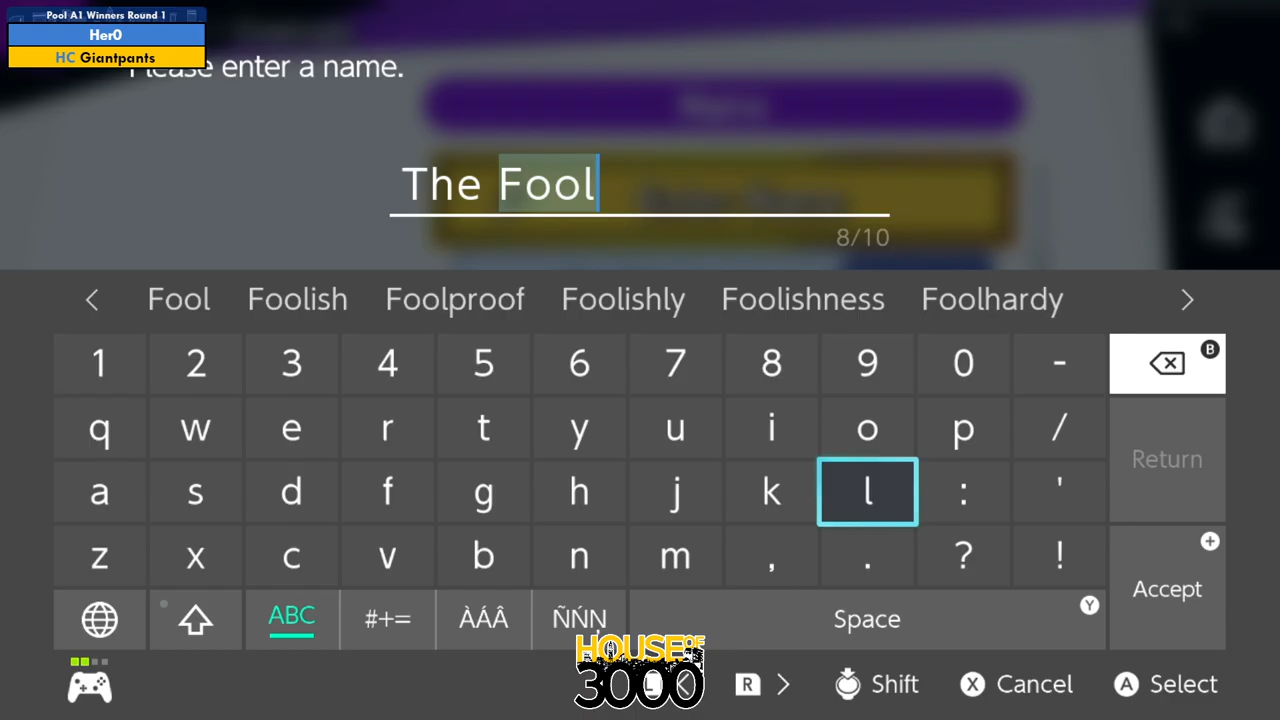 Pool A1 Winners Round 1
Her0
HC Giantpants
Please enter a name.
The Fool
8/10
Fool Foolish Foolproof Foolishly Foolishness Foolhardy
1 2 3 4 5 6 7 8 9 0 - B
q w e r t y u i o p /
Return
a s d f g h j k l : '
z x c v b n m , . ? !
Accept
ABC #+= ÀÁÂ ÑŃŅ Space Y
HOUSE OF
3000
L R Shift X Cancel A Select